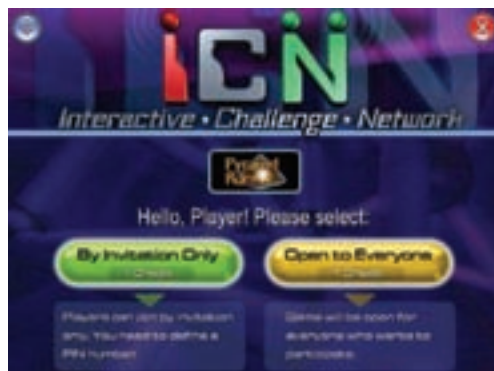 iCN
Interactive • Challenge • Network
Pyramid
Hello, Player! Please select:
By Invitation Only
Open to Everyone
Players can join by invitation
only. You need to define a
PIN number.
Game will be open for
everyone who wants to
participate.